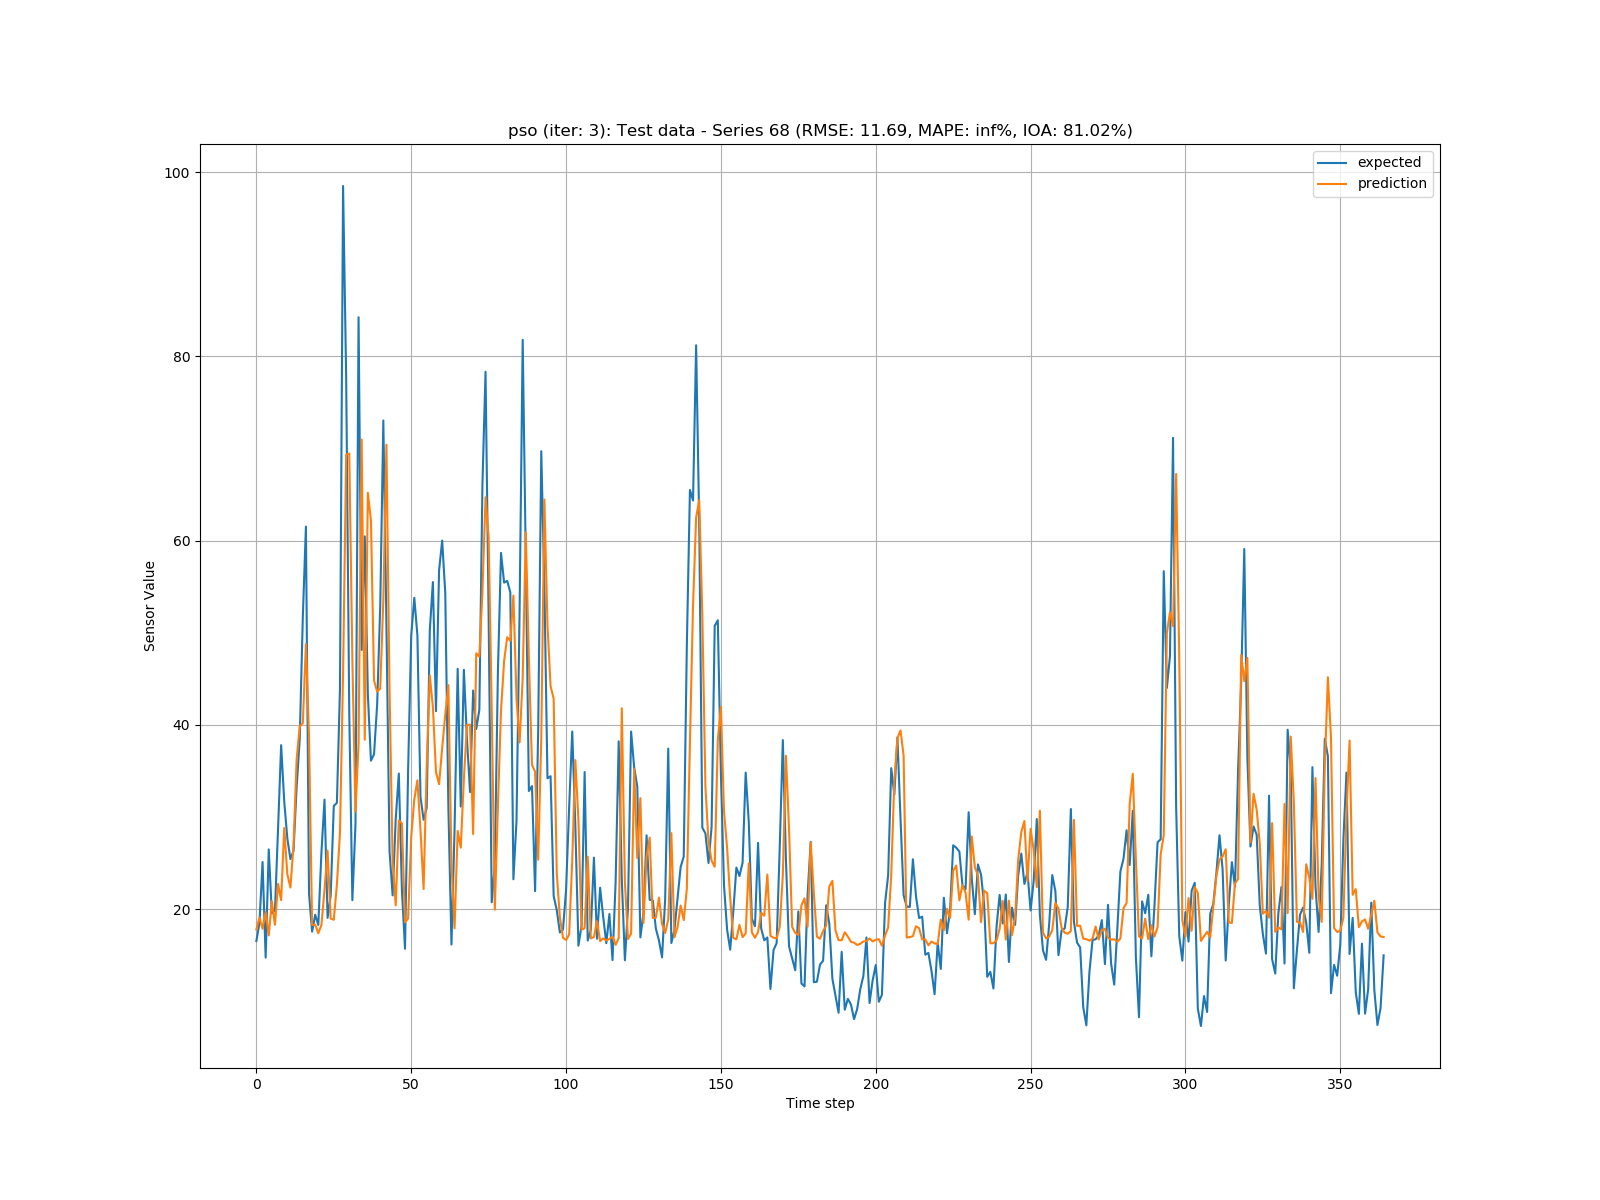 pso (iter: 3): Test data - Series 68 (RMSE: 11.69, MAPE: inf%, IOA: 81.02%)
expected
prediction
Sensor Value
100
80
60
40
20
0 50 100 150 200 250 300 350
Time step